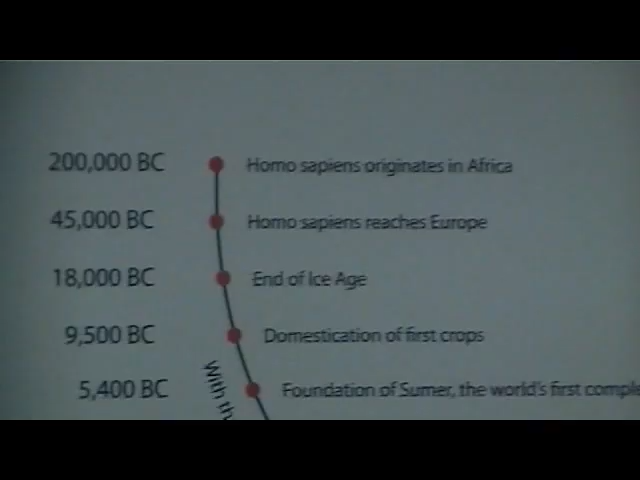 200,000 BC Homo sapiens originates in Africa
45,000 BC Homo sapiens reaches Europe
18,000 BC End of Ice Age
9,500 BC Domestication of first crops
5,400 BC Foundation of Sumer, the world's first
With